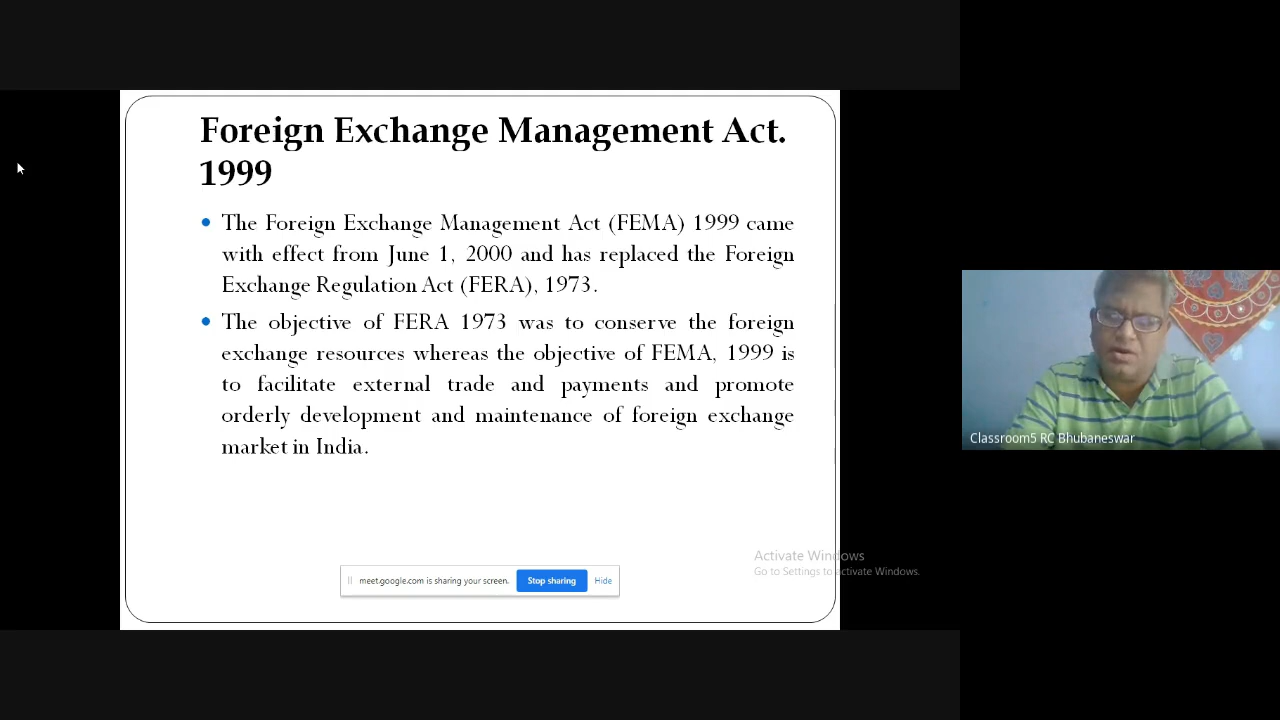 Foreign Exchange Management Act.
1999
The Foreign Exchange Management Act (FEMA) 1999 came
with effect from June 1, 2000 and has replaced the Foreign
Exchange Regulation Act (FERA), 1973.
The objective of FERA 1973 was to conserve the foreign
exchange resources whereas the objective of FEMA, 1999 is
to facilitate external trade and payments and promote
orderly development and maintenance of foreign exchange
market in India.
Classroom5 RC Bhubaneswar
Activate Windows
Go to Settings to activate Windows.
meet.google.com is sharing your screen. Stop sharing Hide